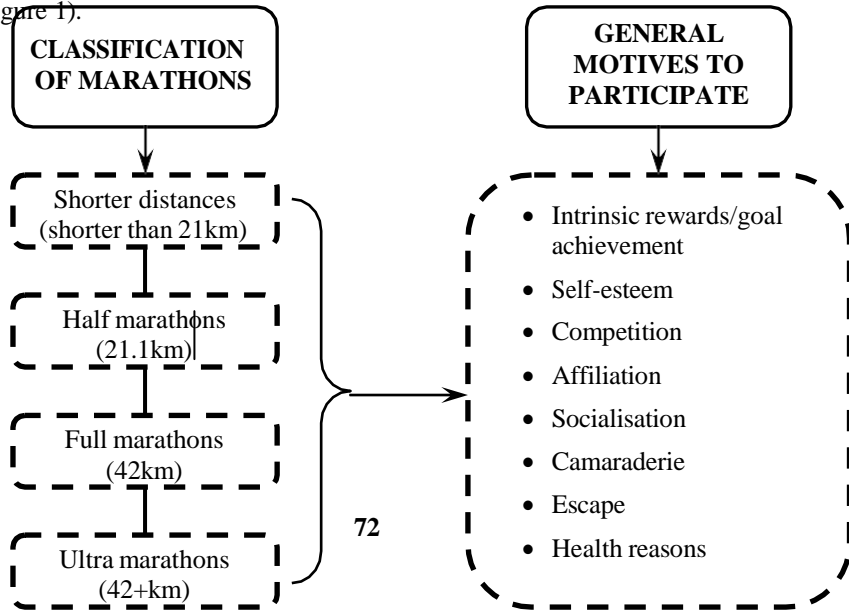 gure 1).
CLASSIFICATION
OF MARATHONS
Shorter distances
(shorter than 21km)
Half marathons
(21.1km)
Full marathons
(42km)
Ultra marathons
(42+km)
72
GENERAL
MOTIVES TO
PARTICIPATE
• Intrinsic rewards/goal
achievement
• Self-esteem
• Competition
• Affiliation
• Socialisation
• Camaraderie
• Escape
• Health reasons